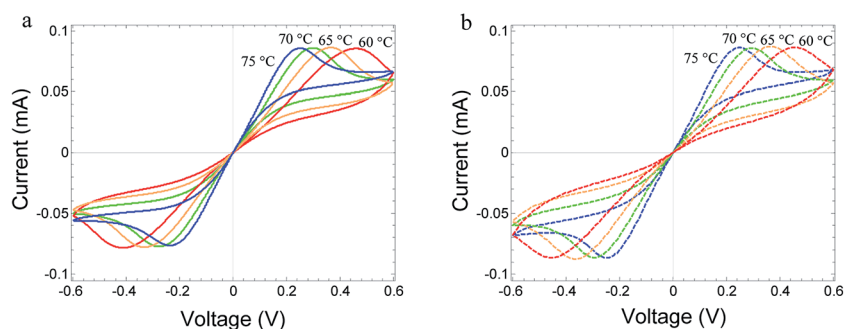 a
0.1
0.05
0
-0.05
-0.1
Current (mA)
75 °C
70 °C
65 °C
60 °C
-0.6
-0.4
-0.2
0
0.2
0.4
0.6
Voltage (V)
b
0.1
0.05
0
-0.05
-0.1
Current (mA)
75 °C
70 °C
65 °C
60 °C
-0.6
-0.4
-0.2
0
0.2
0.4
0.6
Voltage (V)